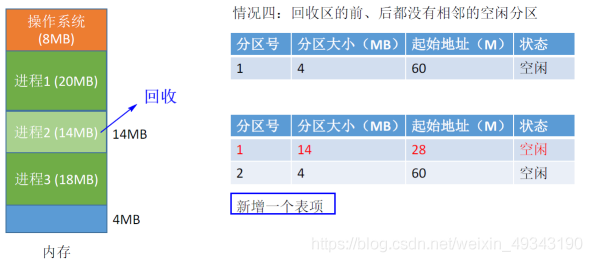 操作系统
(8MB)
进程1 (20MB)
回收
进程2 (14MB)
14MB
进程3 (18MB)
4MB
内存
情况四：回收区的前、后都没有相邻的空闲分区
分区号 分区大小（MB） 起始地址（M） 状态
1 4 60 空闲
分区号 分区大小（MB） 起始地址（M） 状态
1 14 28 空闲
2 4 60 空闲
新增一个表项
https://blog.csdn.net/weixin_49343190